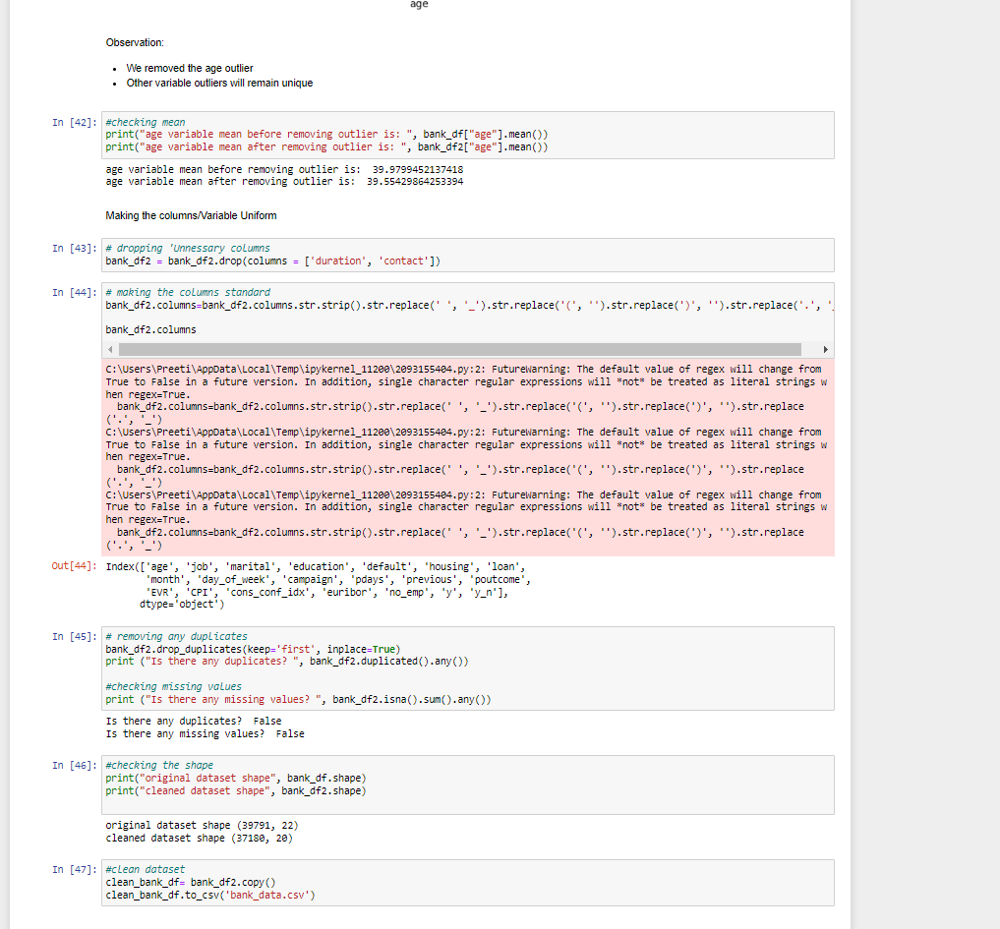 age
Observation:
• We removed the age outlier
• Other variable outliers will remain unique
In [42]: #checking mean
print("age variable mean before removing outlier is: ", bank_df["age"].mean())
print("age variable mean after removing outlier is: ", bank_df2["age"].mean())
age variable mean before removing outlier is:  39.9799452137418
age variable mean after removing outlier is:  39.55429864253394
Making the columns/Variable Uniform
In [43]: # dropping 'Unnessary columns
bank_df2 = bank_df2.drop(columns = ['duration', 'contact'])
In [44]: # making the columns standard
bank_df2.columns=bank_df2.columns.str.strip().str.replace(' ', '_').str.replace('(', '').str.replace(')', '').str.replace('.', '_
bank_df2.columns
C:\Users\Preeti\AppData\Local\Temp\ipykernel_11200\2093155404.py:2: FutureWarning: The default value of regex will change from
True to False in a future version. In addition, single character regular expressions will *not* be treated as literal strings w
hen regex=True.
bank_df2.columns=bank_df2.columns.str.strip().str.replace(' ', '_').str.replace('(', '').str.replace(')', '').str.replace
('.', '_')
C:\Users\Preeti\AppData\Local\Temp\ipykernel_11200\2093155404.py:2: FutureWarning: The default value of regex will change from
True to False in a future version. In addition, single character regular expressions will *not* be treated as literal strings w
hen regex=True.
bank_df2.columns=bank_df2.columns.str.strip().str.replace(' ', '_').str.replace('(', '').str.replace(')', '').str.replace
('.', '_')
C:\Users\Preeti\AppData\Local\Temp\ipykernel_11200\2093155404.py:2: FutureWarning: The default value of regex will change from
True to False in a future version. In addition, single character regular expressions will *not* be treated as literal strings w
hen regex=True.
bank_df2.columns=bank_df2.columns.str.strip().str.replace(' ', '_').str.replace('(', '').str.replace(')', '').str.replace
('.', '_')
Out[44]: Index(['age', 'job', 'marital', 'education', 'default', 'housing', 'loan',
'month', 'day_of_week', 'campaign', 'pdays', 'previous', 'poutcome',
'EVR', 'CPI', 'cons_conf_idx', 'euribor', 'no_emp', 'y', 'y_n'],
dtype='object')
In [45]: # removing any duplicates
bank_df2.drop_duplicates(keep='first', inplace=True)
print ("Is there any duplicates? ", bank_df2.duplicated().any())
#checking missing values
print ("Is there any missing values? ", bank_df2.isna().sum().any())
Is there any duplicates?  False
Is there any missing values?  False
In [46]: #checking the shape
print("original dataset shape", bank_df.shape)
print("cleaned dataset shape", bank_df2.shape)
original dataset shape (39791, 22)
cleaned dataset shape (37180, 20)
In [47]: #clean dataset
clean_bank_df= bank_df2.copy()
clean_bank_df.to_csv('bank_data.csv')